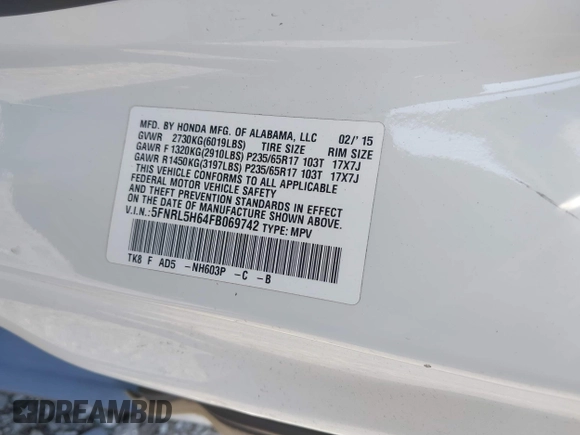 MFD. BY HONDA MFG. OF ALABAMA, LLC 02/'15
GVWR 2730KG(6019LBS) TIRE SIZE RIM SIZE
GAWR F1320KG(2910LBS) P235/65R17 103T 17X7J
GAWR R1450KG(3197LBS) P235/65R17 103T 17X7J
THIS VEHICLE CONFORMS TO ALL APPLICABLE
FEDERAL MOTOR VEHICLE SAFETY
AND THEFT PREVENTION STANDARDS IN EFFECT
ON THE DATE OF MANUFACTURE SHOWN ABOVE.
V.I.N.: 5FNRL5H64FB069742 TYPE: MPV
TK8 F AD5 -NH603P -C -B
DREAMBID